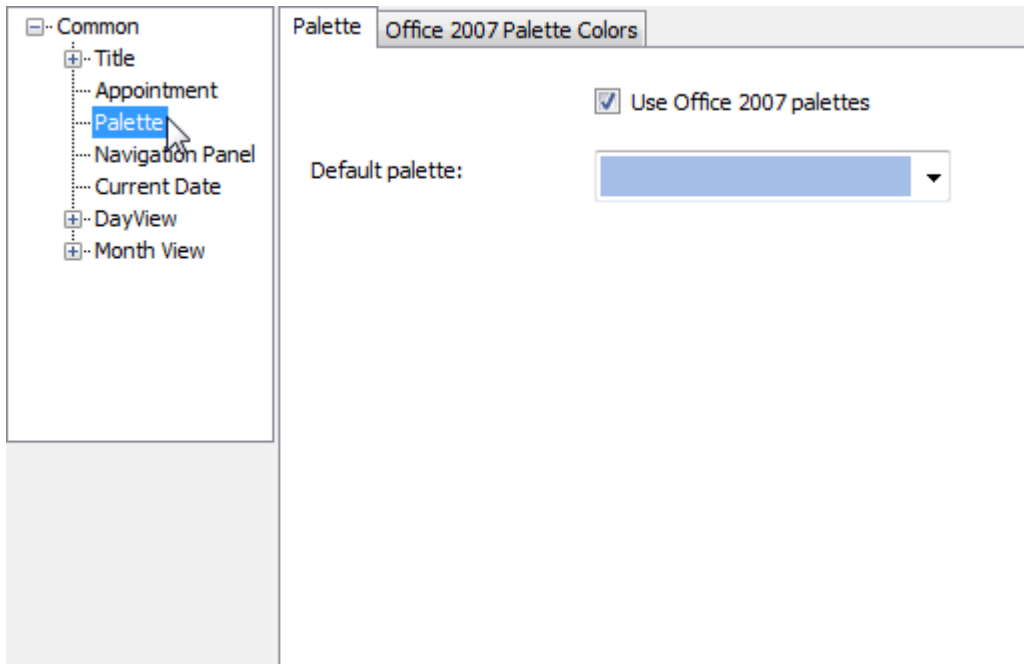 Common
Title
Appointment
Palette
Navigation Panel
Current Date
DayView
Month View
Palette
Office 2007 Palette Colors
Use Office 2007 palettes
Default palette: